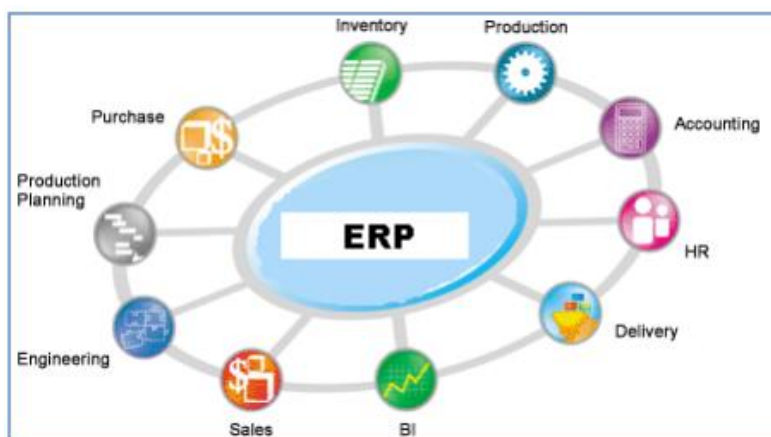 Inventory
Production
Purchase
Accounting
Production
Planning
ERP
HR
Delivery
Engineering
Sales
BI
$
$